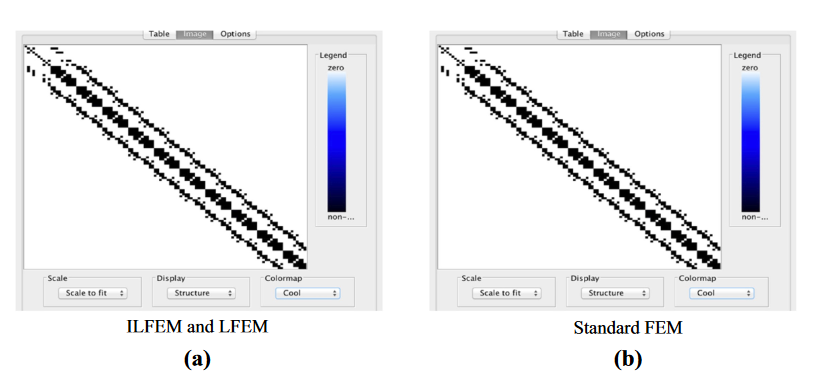 Table Image Options
Legend
zero
non-...
Scale
Scale to fit
Display
Structure
Colormap
Cool
ILFEM and LFEM
(a)
Table Image Options
Legend
zero
non-...
Scale
Scale to fit
Display
Structure
Colormap
Cool
Standard FEM
(b)